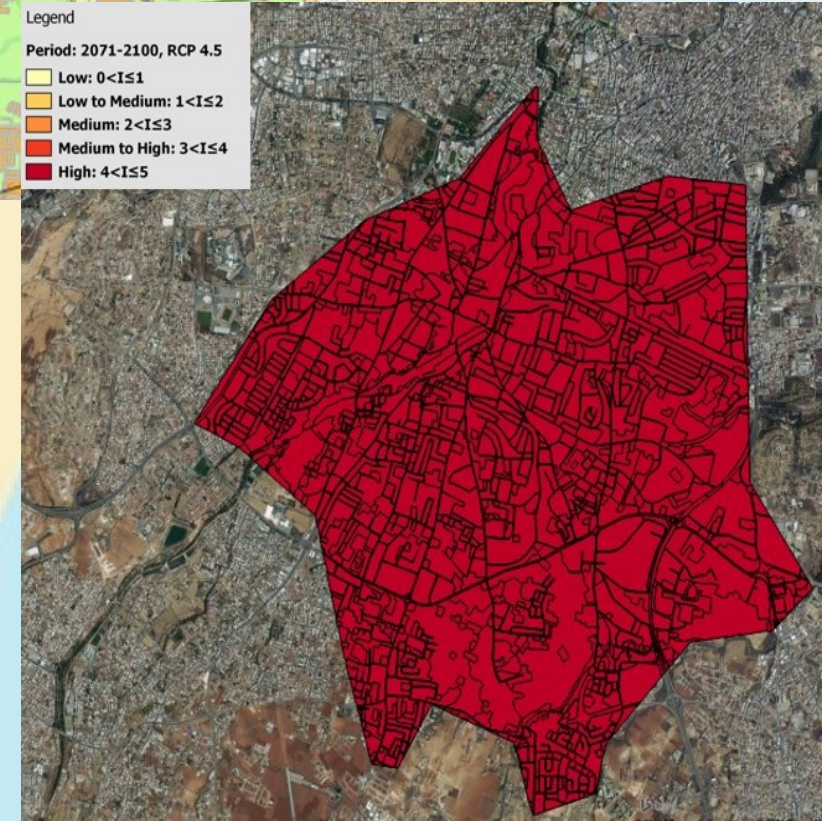 Legend
Period: 2071-2100, RCP 4.5
Low: 0<I≤1
Low to Medium: 1<I≤2
Medium: 2<I≤3
Medium to High: 3<I≤4
High: 4<I≤5